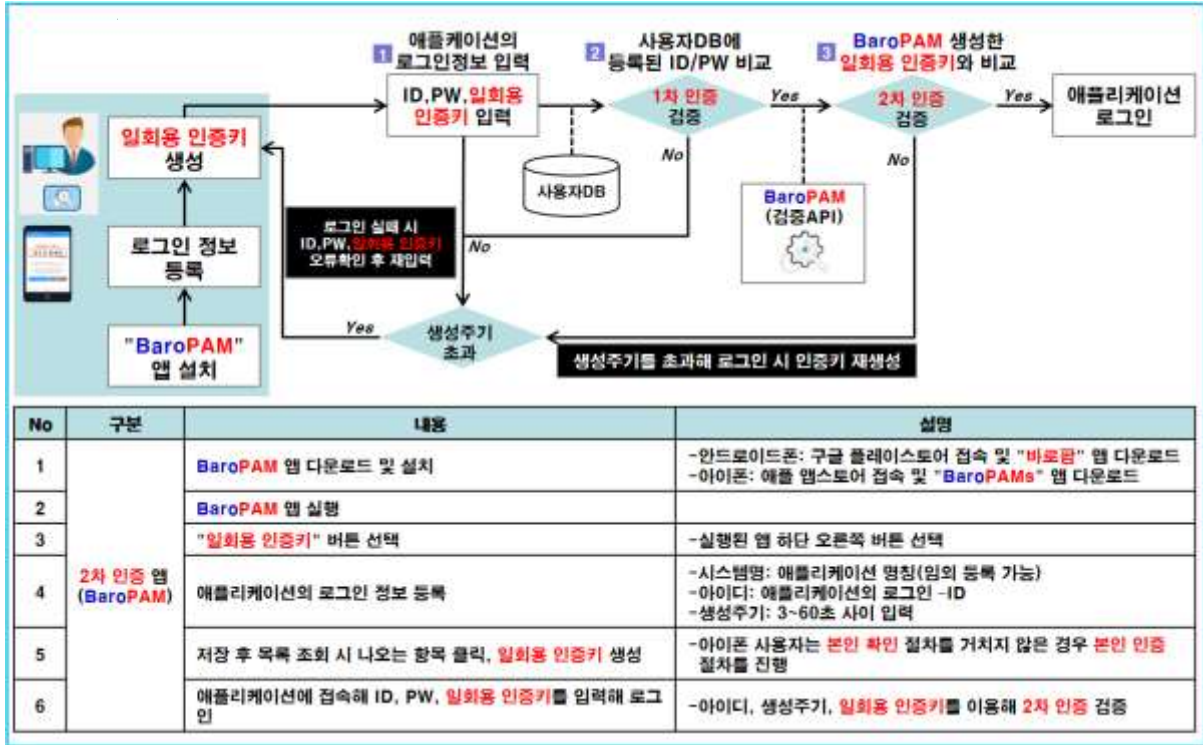 1 애플케이션의
로그인정보 입력
2 사용자DB에
등록된 ID/PW 비교
3 BaroPAM 생성한
일회용 인증키와 비교
일회용 인증키
생성
ID,PW,일회용
인증키 입력
1차 인증
검증
Yes
2차 인증
검증
Yes
애플리케이션
로그인
No
No
사용자DB
BaroPAM
(검증API)
로그인 정보
등록
로그인 실패 시
ID,PW,일회용 인증키
오류확인 후 재입력
No
"BaroPAM"
앱 설치
Yes
생성주기
초과
생성주기를 초과해 로그인 시 인증키 재생성
No 구분 내용 설명
1 BaroPAM 앱 다운로드 및 설치 -안드로이드폰: 구글 플레이스토어 접속 및 "바로팜" 앱 다운로드
-아이폰: 애플 앱스토어 접속 및 "BaroPAMs" 앱 다운로드
2 BaroPAM 앱 실행
3 "일회용 인증키" 버튼 선택 -실행된 앱 하단 오른쪽 버튼 선택
2차 인증 앱
(BaroPAM)
4 애플리케이션의 로그인 정보 등록 -시스템명: 애플리케이션 명칭(임의 등록 가능)
-아이디: 애플리케이션의 로그인 -ID
-생성주기: 3~60초 사이 입력
5 저장 후 목록 조회 시 나오는 항목 클릭, 일회용 인증키 생성 -아이폰 사용자는 본인 확인 절차를 거치지 않은 경우 본인 인증
절차를 진행
6 애플리케이션에 접속해 ID, PW, 일회용 인증키를 입력해 로그
인 -아이디, 생성주기, 일회용 인증키를 이용해 2차 인증 검증